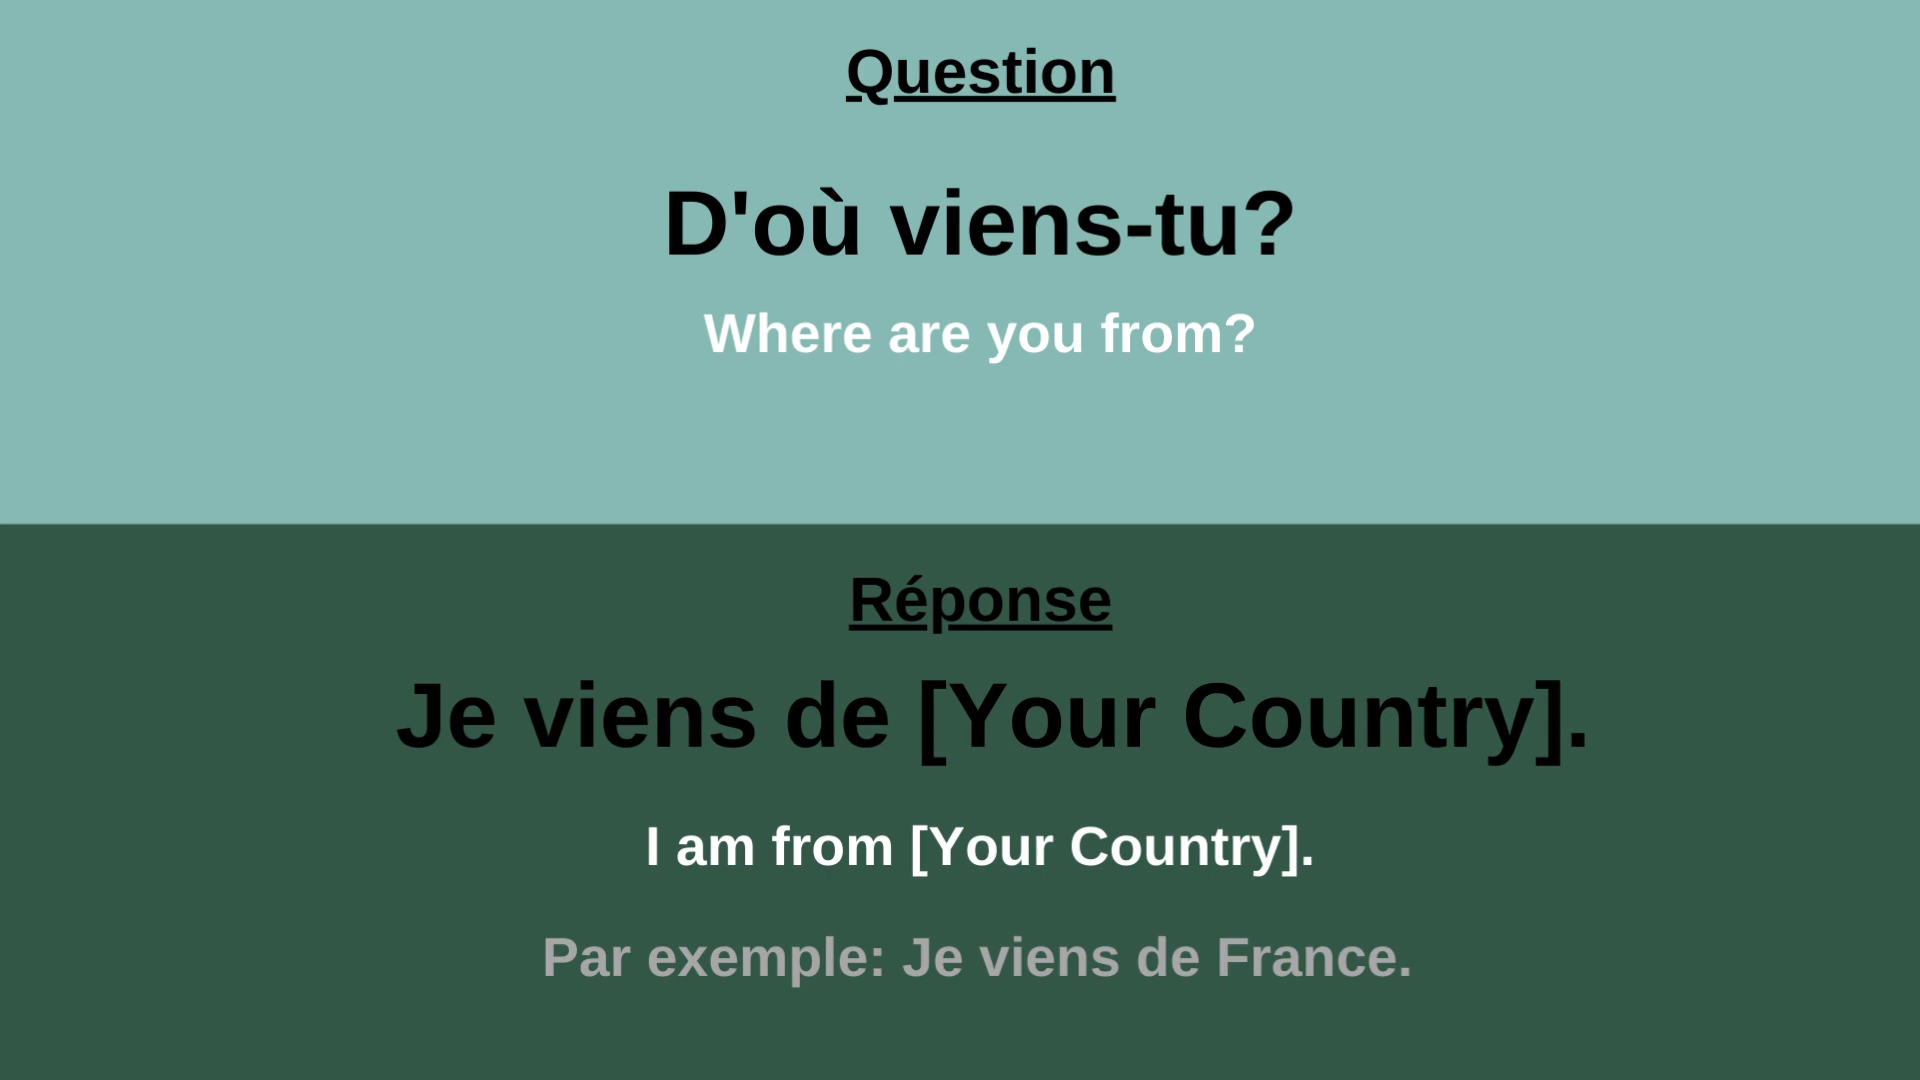 Question
D'où viens-tu?
Where are you from?
Réponse
Je viens de [Your Country].
I am from [Your Country].
Par exemple: Je viens de France.